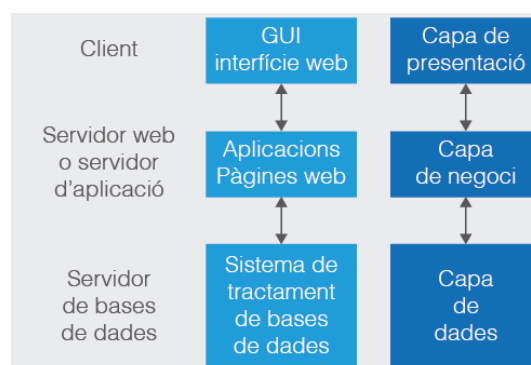 Client
GUI
interfície web
Capa de
presentació
Servidor web
o servidor
d'aplicació
Aplicacions
Pàgines web
Capa
de negoci
Servidor
de bases
de dades
Sistema de
tractament
de bases
de dades
Capa
de
dades